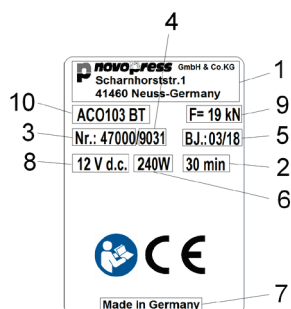 4
novopress GmbH & Co.KG
Scharnhorststr.1
41460 Neuss-Germany
1
10 ACO103 BT F= 19 kN 9
3 Nr.: 47000/9031 BJ.: 03/18 5
8 12 V d.c. 240W 30 min 2
6
CE
7
Made in Germany